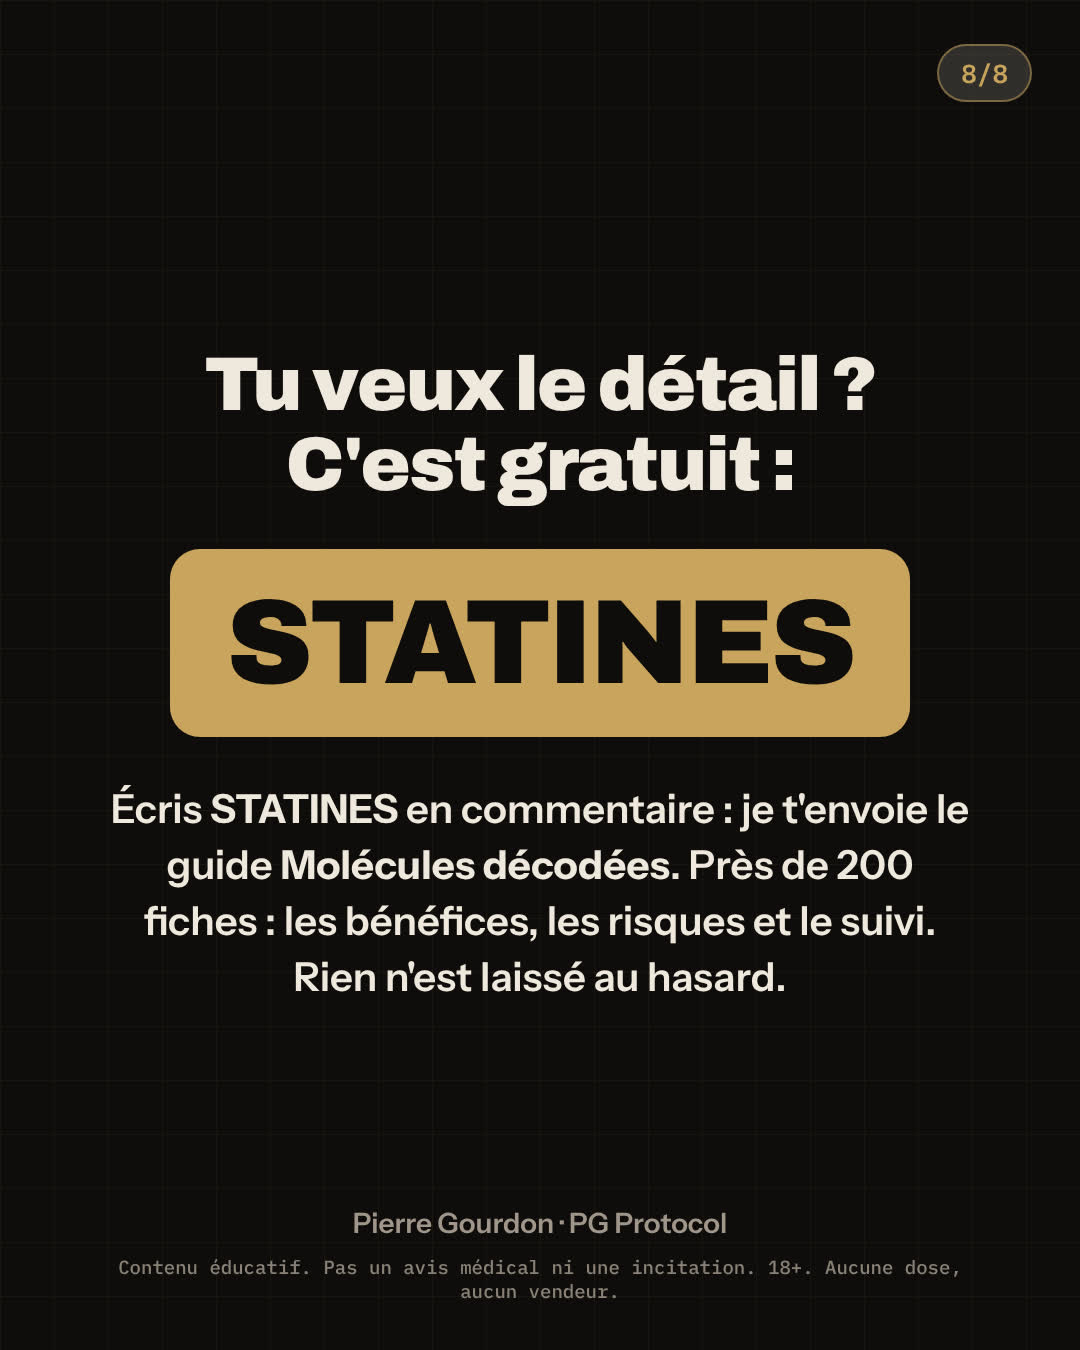 8/8
Tu veux le détail ?
C'est gratuit :
STATINES
Écris STATINES en commentaire : je t'envoie le
guide Molécules décodées. Près de 200
fiches : les bénéfices, les risques et le suivi.
Rien n'est laissé au hasard.
Pierre Gourdon · PG Protocol
Contenu éducatif. Pas un avis médical ni une incitation. 18+. Aucune dose,
aucun vendeur.